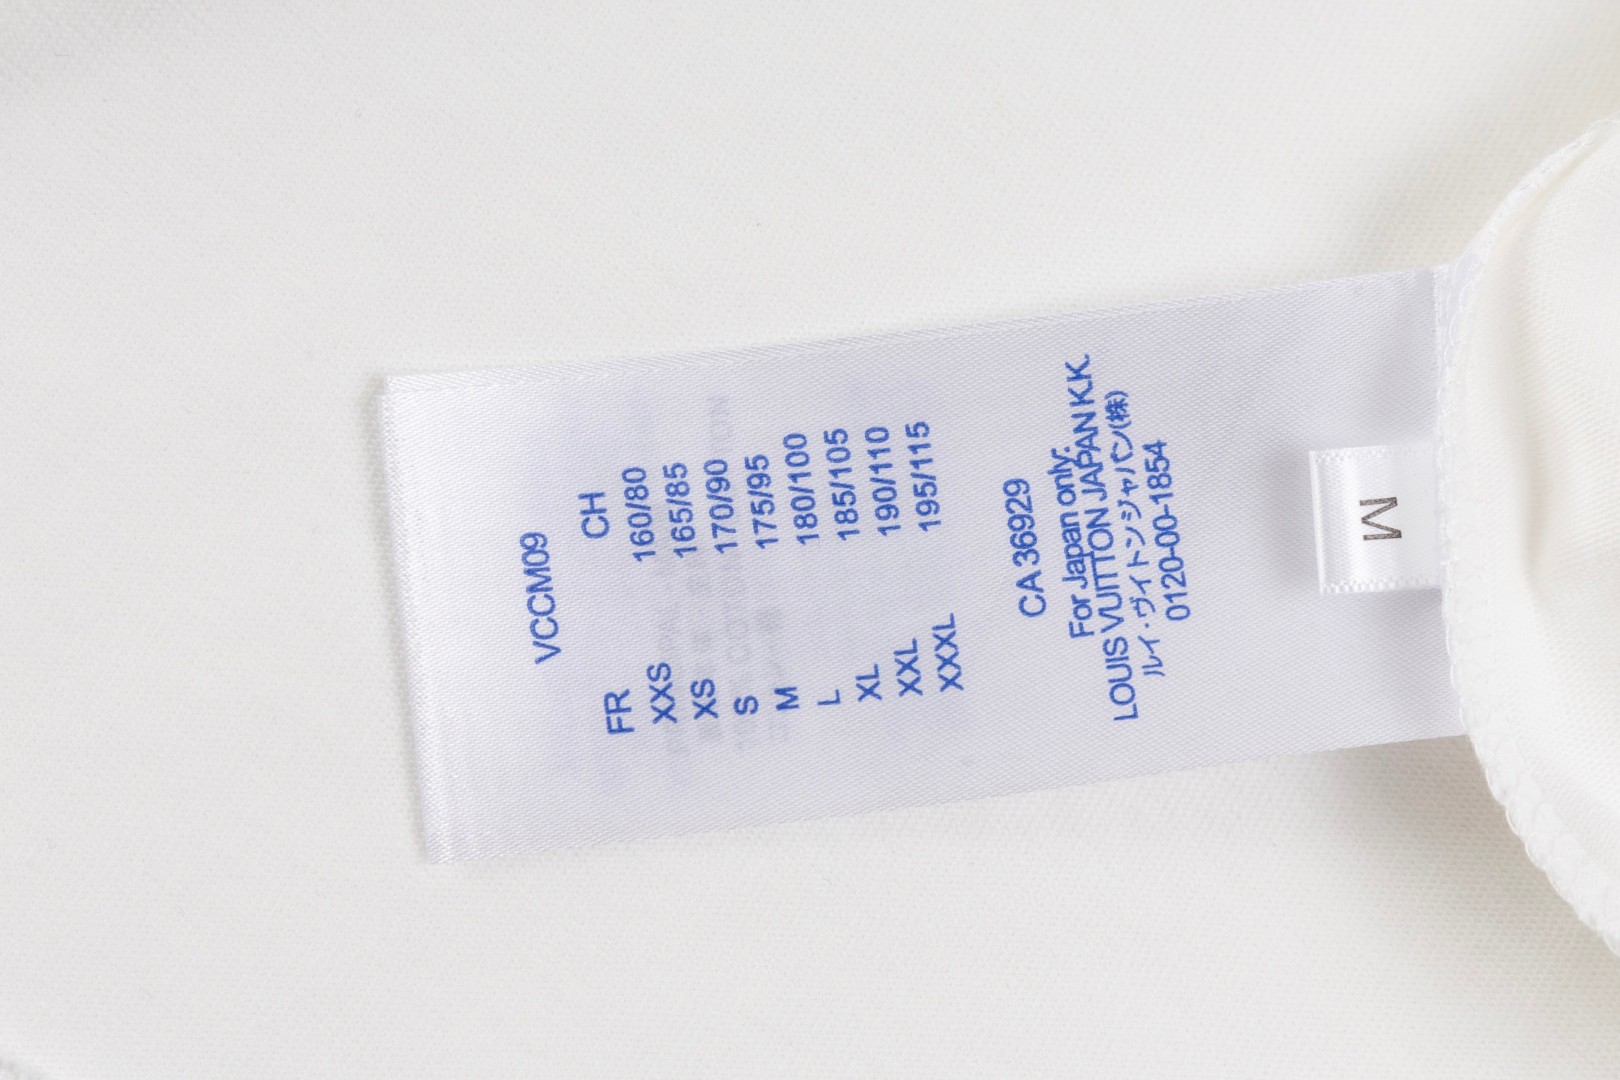 VCCM09
FR CH
XXS 160/80
XS 165/85
S 170/90
M 175/95
L 180/100
XL 185/105
XXL 190/110
XXXL 195/115
CA 36929
For Japan only:
LOUIS VUITTON JAPAN K.K.
ルイ・ヴィトンジャパン(株)
0120-00-1854
M